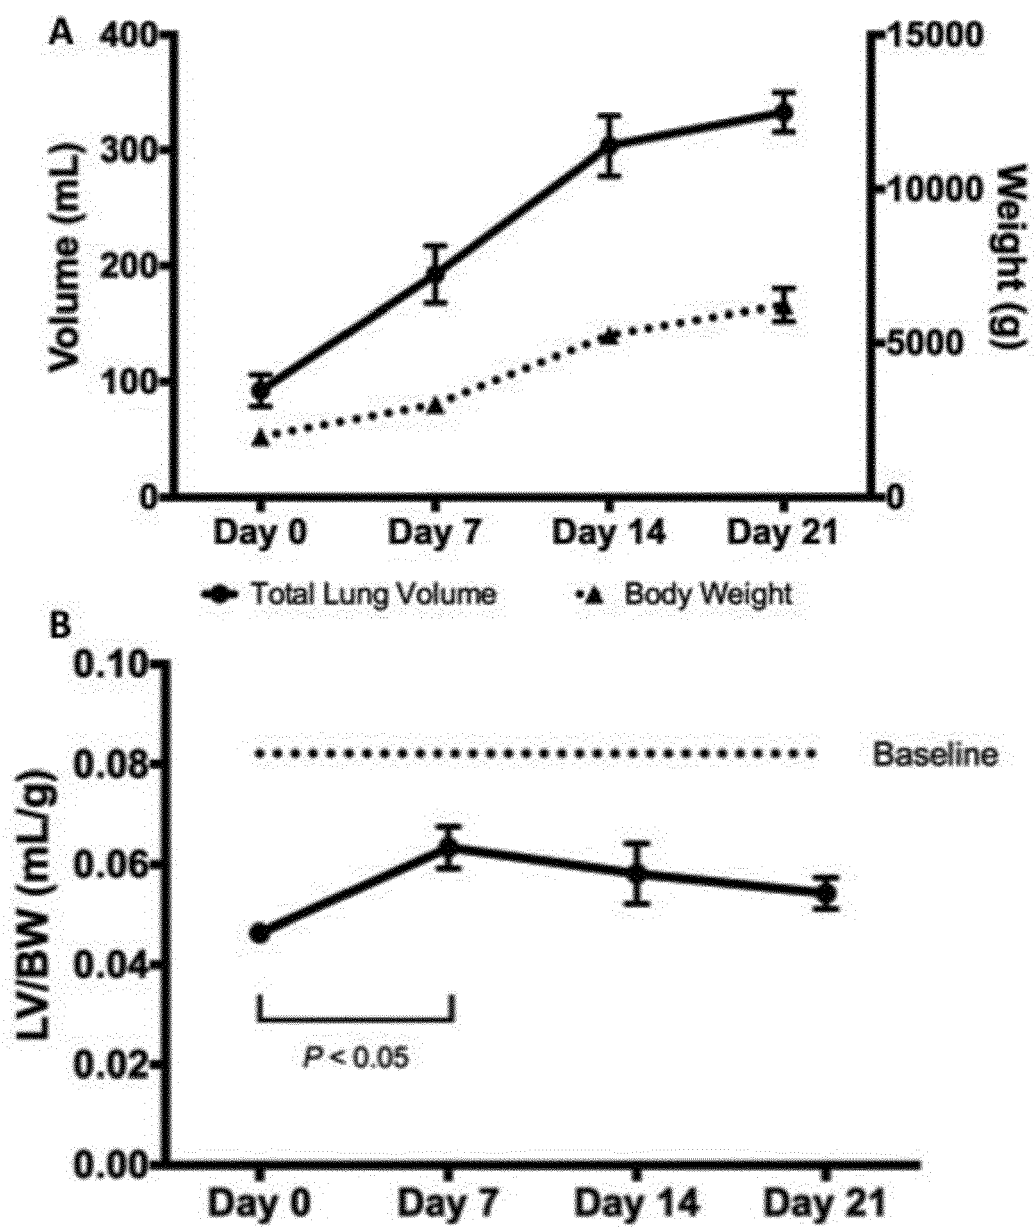 A
400
300
200
100
0
Volume (mL)
15000
10000
5000
0
Weight (g)
Day 0 Day 7 Day 14 Day 21
Total Lung Volume Body Weight
B
0.10
0.08
0.06
0.04
0.02
0.00
LV/BW (mL/g)
Baseline
P < 0.05
Day 0 Day 7 Day 14 Day 21